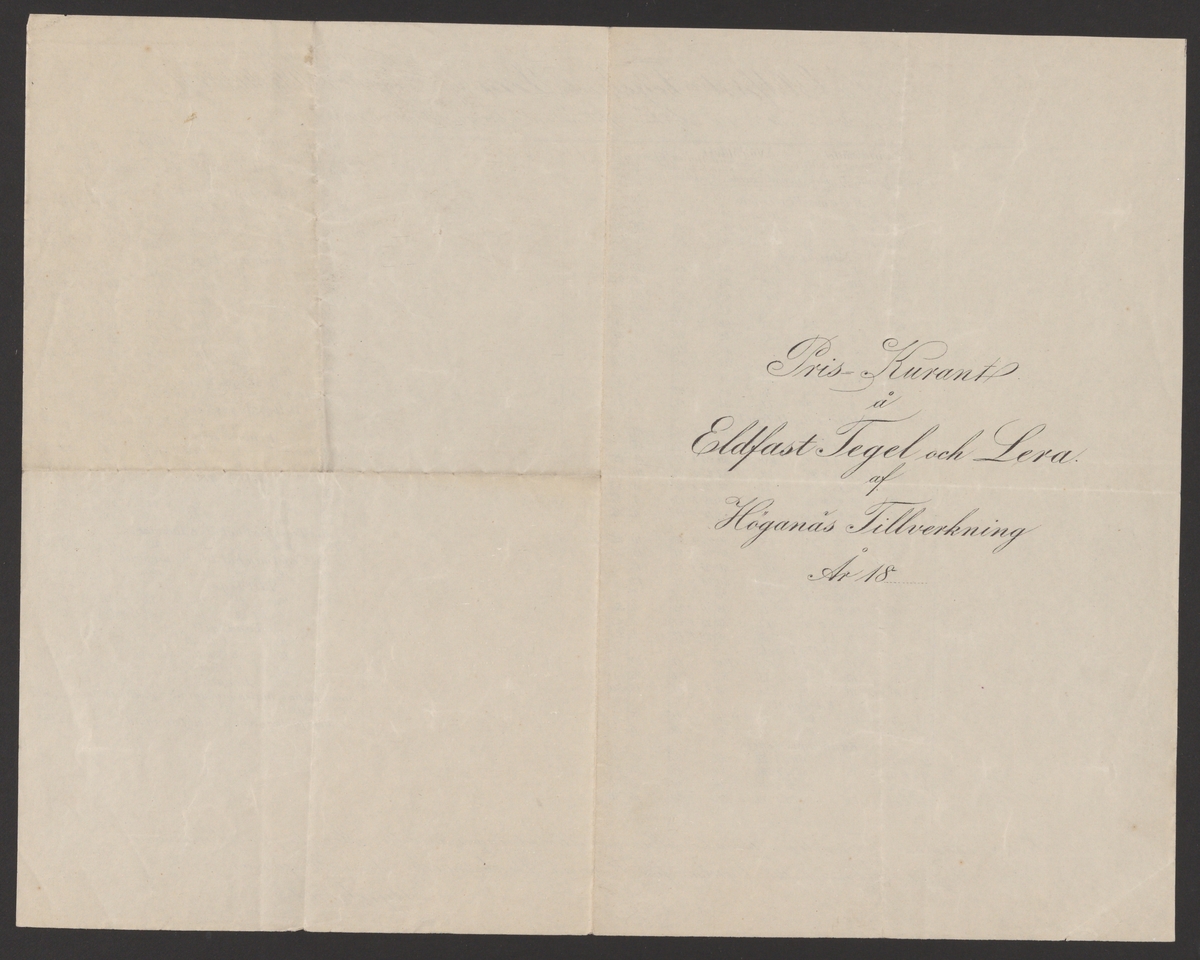 Pris-Kurant
å
Eldfast Tegel och Lera.
af
Höganäs Tillverkning
År 18